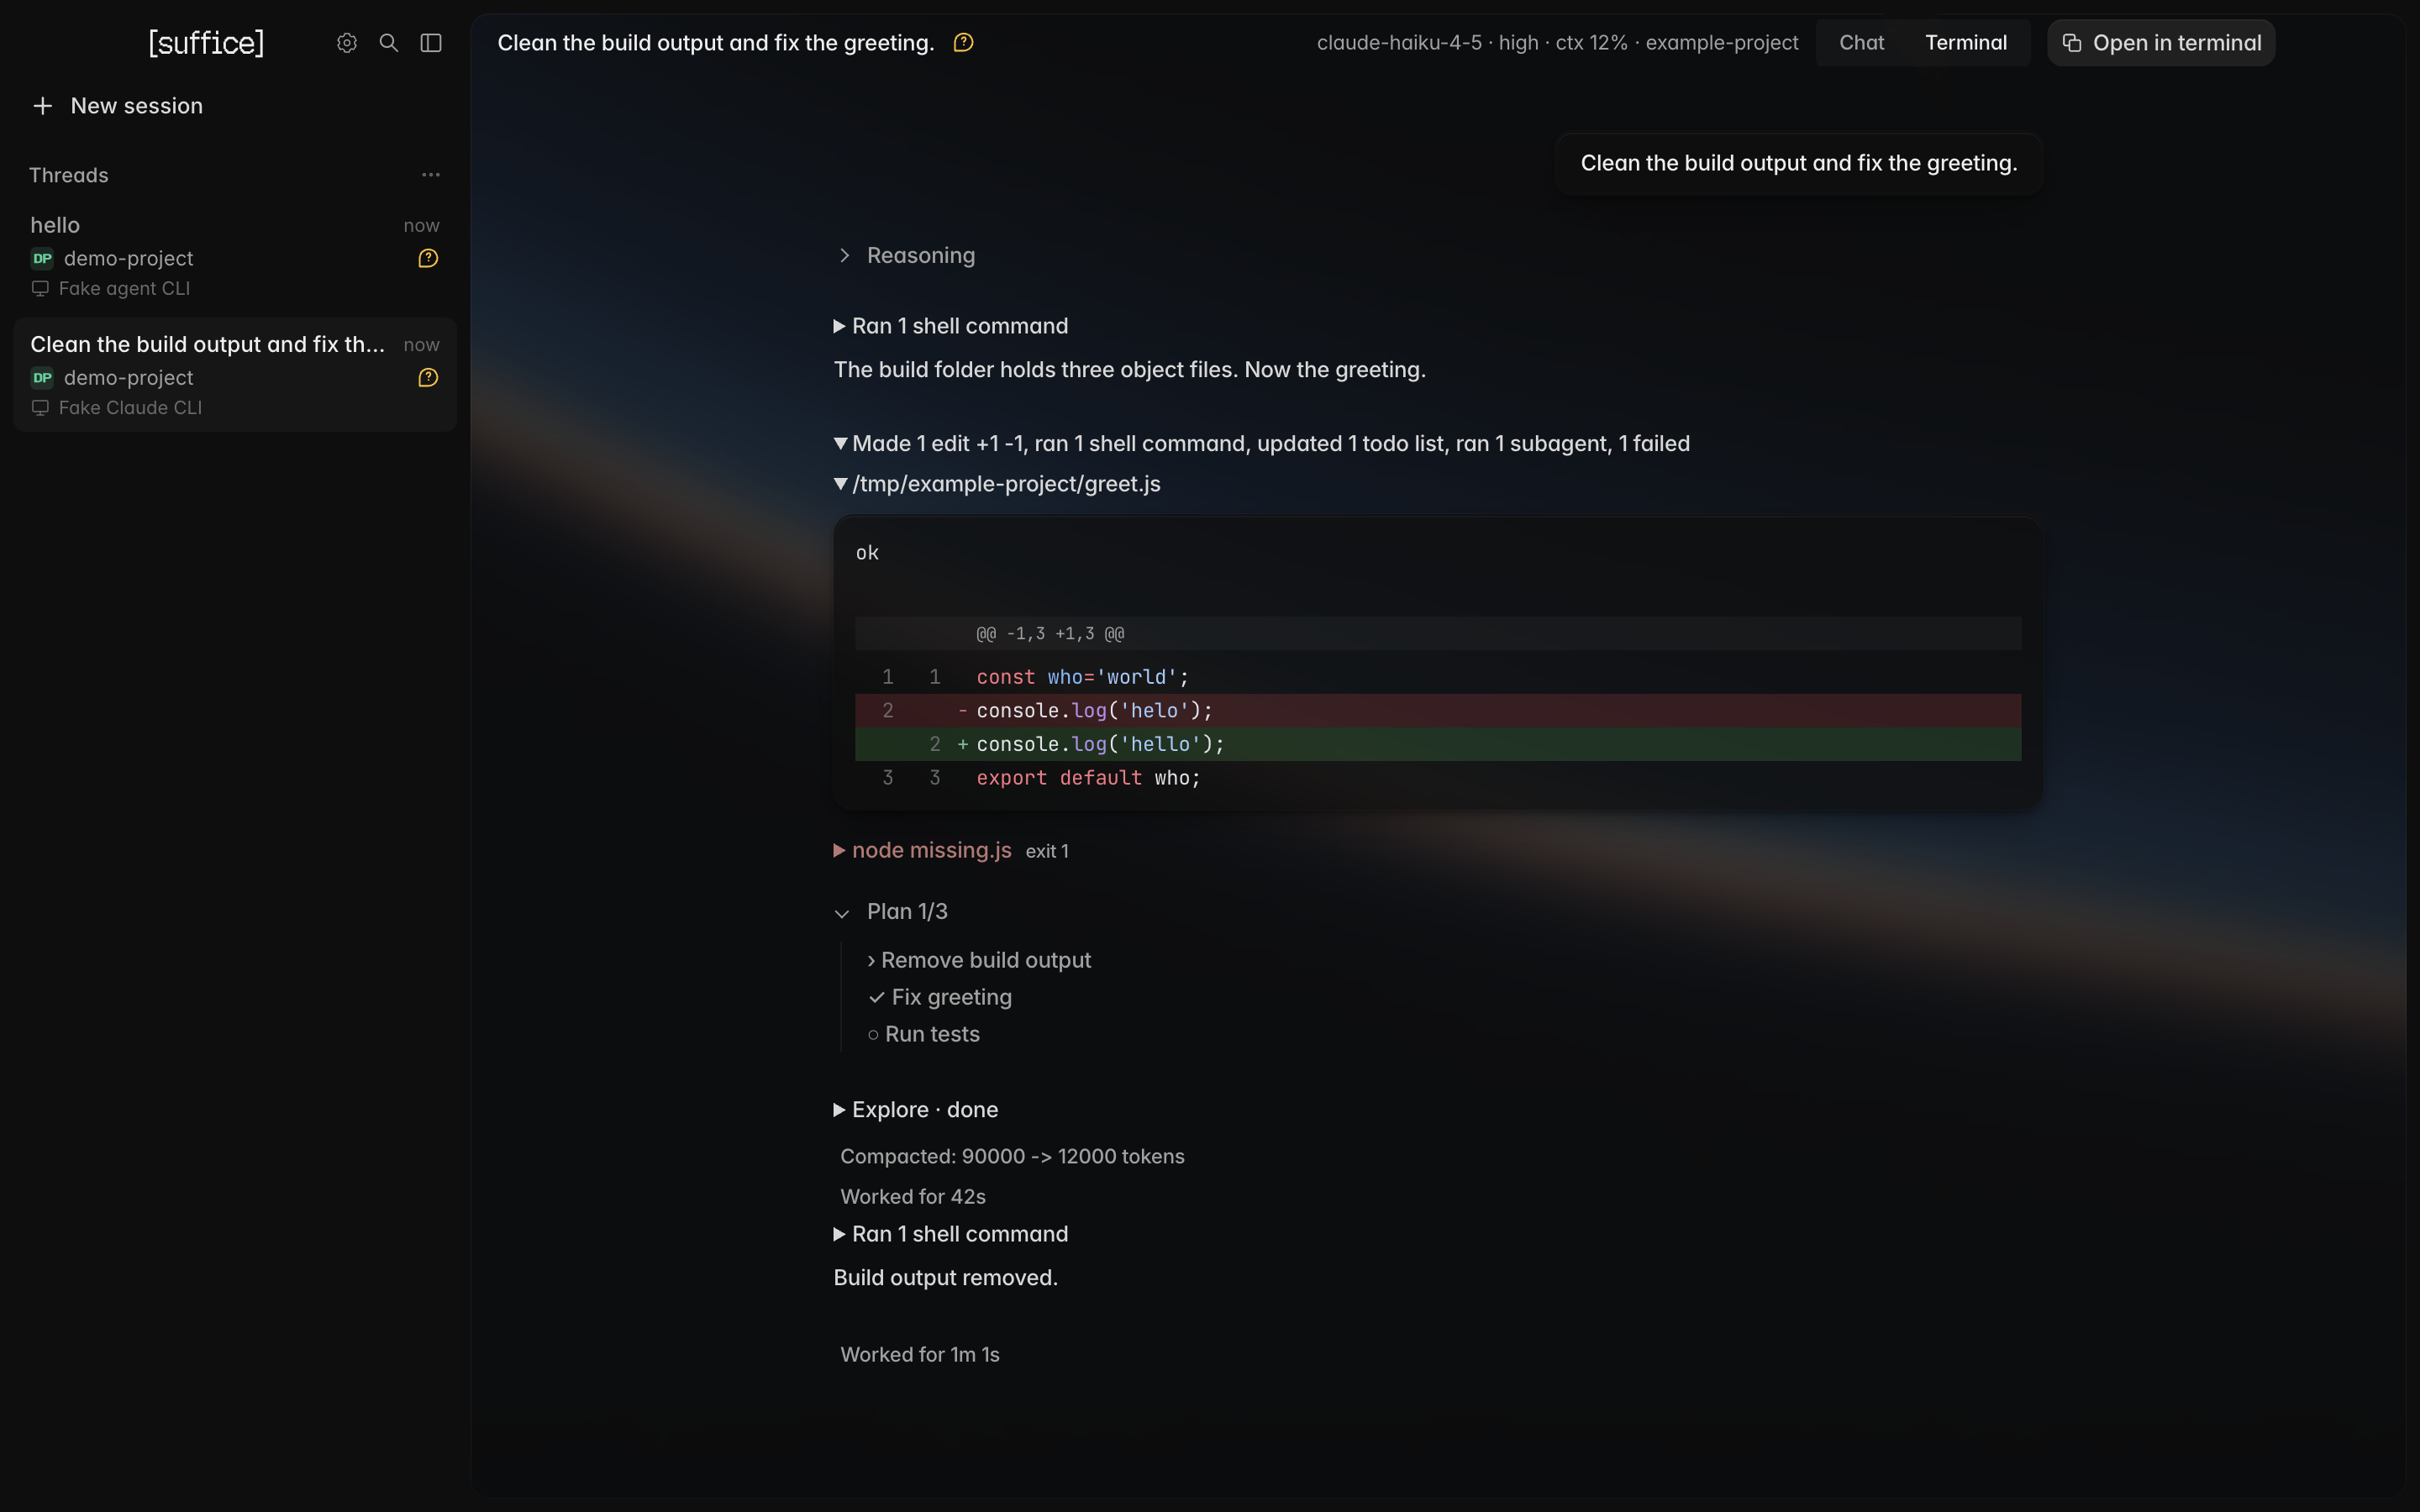 [suffice]
New session
Threads
hello now
DP demo-project
Fake agent CLI
Clean the build output and fix th... now
DP demo-project
Fake Claude CLI
Clean the build output and fix the greeting.
claude-haiku-4-5 · high · ctx 12% · example-project Chat Terminal Open in terminal
Clean the build output and fix the greeting.
Reasoning
Ran 1 shell command
The build folder holds three object files. Now the greeting.
Made 1 edit +1 -1, ran 1 shell command, updated 1 todo list, ran 1 subagent, 1 failed
/tmp/example-project/greet.js
ok
@@ -1,3 +1,3 @@
1 1 const who='world';
2 - console.log('helo');
2 + console.log('hello');
3 3 export default who;
node missing.js exit 1
Plan 1/3
› Remove build output
✓ Fix greeting
○ Run tests
Explore · done
Compacted: 90000 -> 12000 tokens
Worked for 42s
Ran 1 shell command
Build output removed.
Worked for 1m 1s